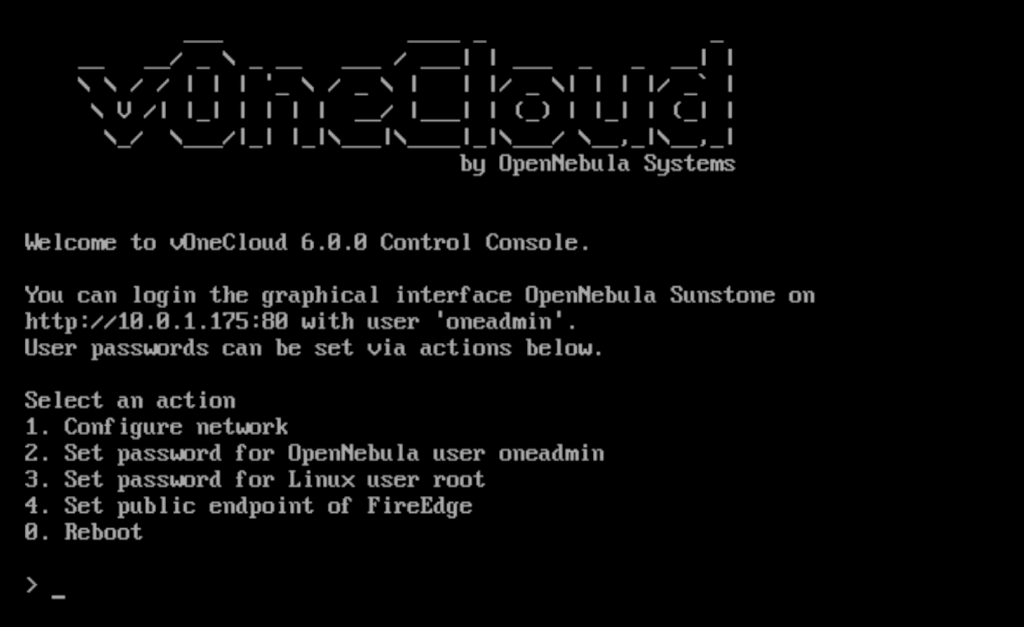 vOneCloud
by OpenNebula Systems
Welcome to vOneCloud 6.0.0 Control Console.
You can login the graphical interface OpenNebula Sunstone on
http://10.0.1.175:80 with user 'oneadmin'.
User passwords can be set via actions below.
Select an action
1. Configure network
2. Set password for OpenNebula user oneadmin
3. Set password for Linux user root
4. Set public endpoint of FireEdge
0. Reboot
> _